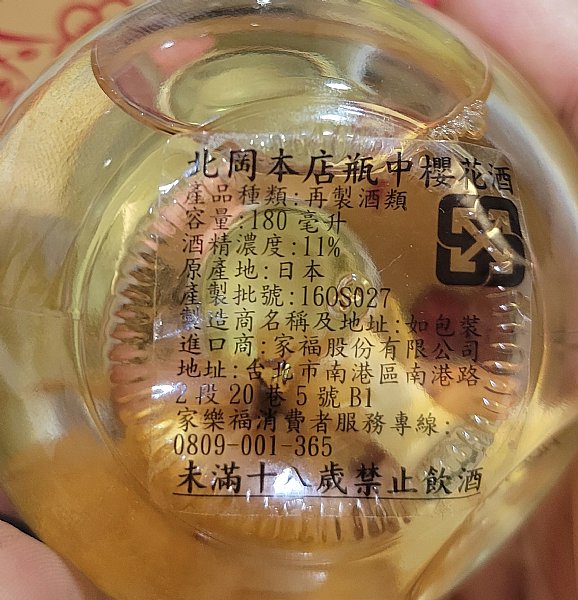 北岡本店瓶中櫻花酒
產品種類:再製酒類
容量:180 毫升
酒精濃度:11%
原產地:日本
產製批號:160S027
製造商名稱及地址:如包裝
進口商:家福股份有限公司
地址:台北市南港區南港路
2段20巷5號B1
家樂福消費者服務專線:
0809-001-365
未滿十八歲禁止飲酒